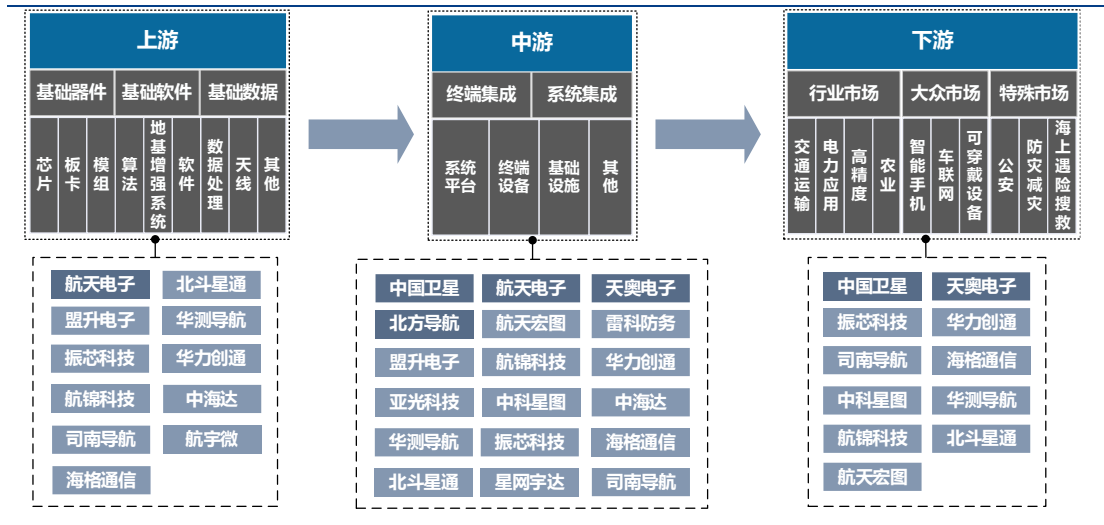 上游
基础器件 基础软件 基础数据
芯片 板卡 模组 算法 地基增强系统 软件 数据处理 天线 其他
航天电子 北斗星通
盟升电子 华测导航
振芯科技 华力创通
航锦科技 中海达
司南导航 航宇微
海格通信
中游
终端集成 系统集成
系统平台 终端设备 基础设施 其他
中国卫星 航天电子 天奥电子
北方导航 航天宏图 雷科防务
盟升电子 航锦科技 华力创通
亚光科技 中科星图 中海达
华测导航 振芯科技 海格通信
北斗星通 星网宇达 司南导航
下游
行业市场 大众市场 特殊市场
交通运输 电力应用 高精度 农业 智能手机 车联网 可穿戴设备 公安 防灾减灾 海上遇险搜救
中国卫星 天奥电子
振芯科技 华力创通
司南导航 海格通信
中科星图 华测导航
航锦科技 北斗星通
航天宏图